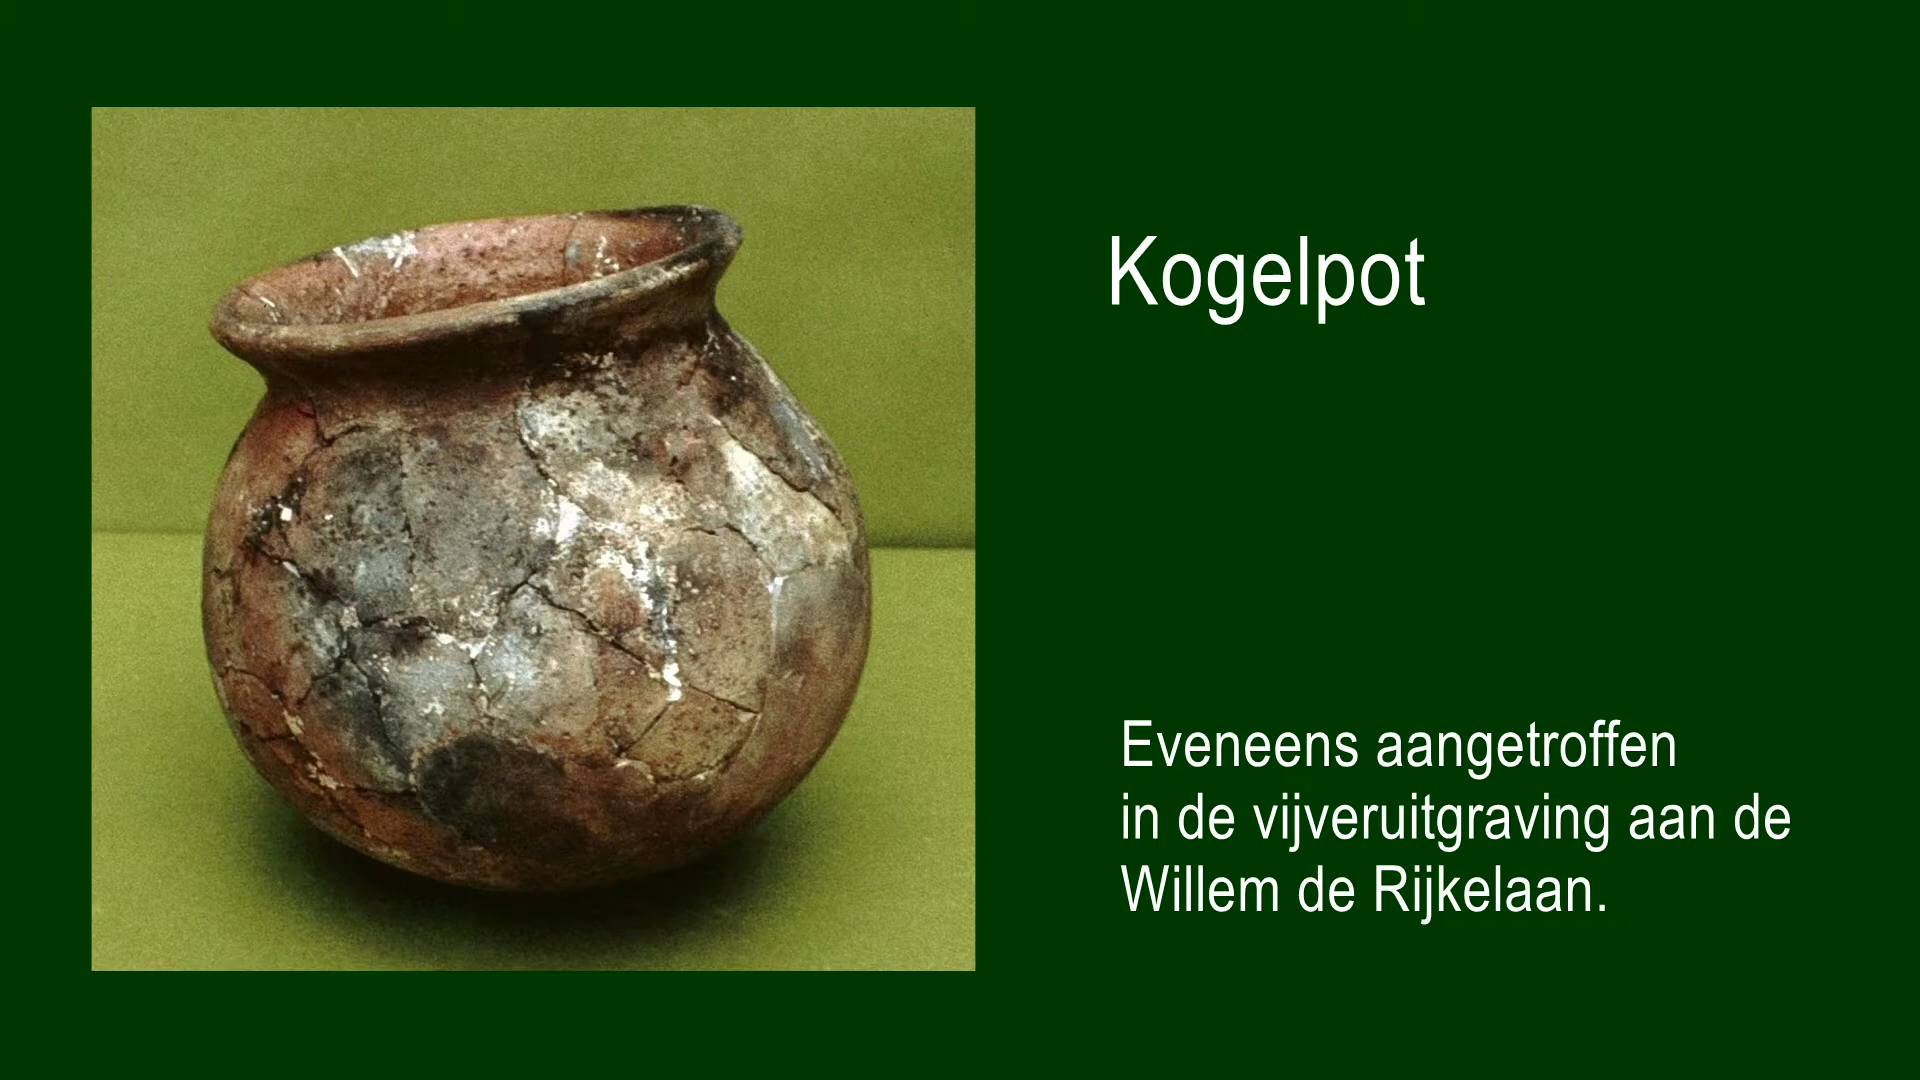 Kogelpot
Eveneens aangetroffen
in de vijveruitgraving aan de
Willem de Rijkelaan.